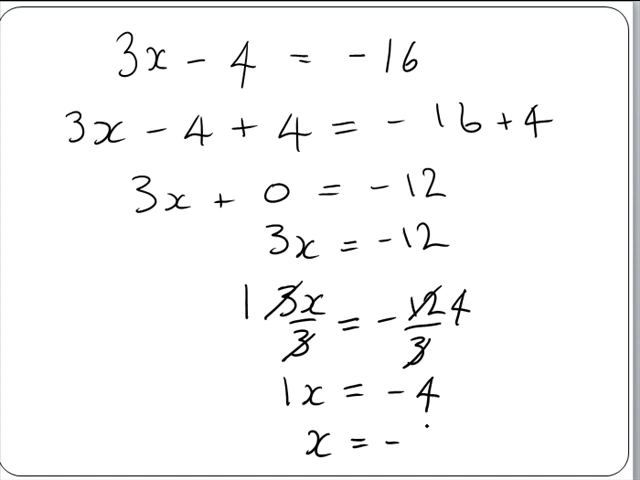 3x - 4 = -16
3x - 4 + 4 = -16 + 4
3x + 0 = -12
3x = -12
1 3x/3 = - 12/3 4
1x = -4
x = -